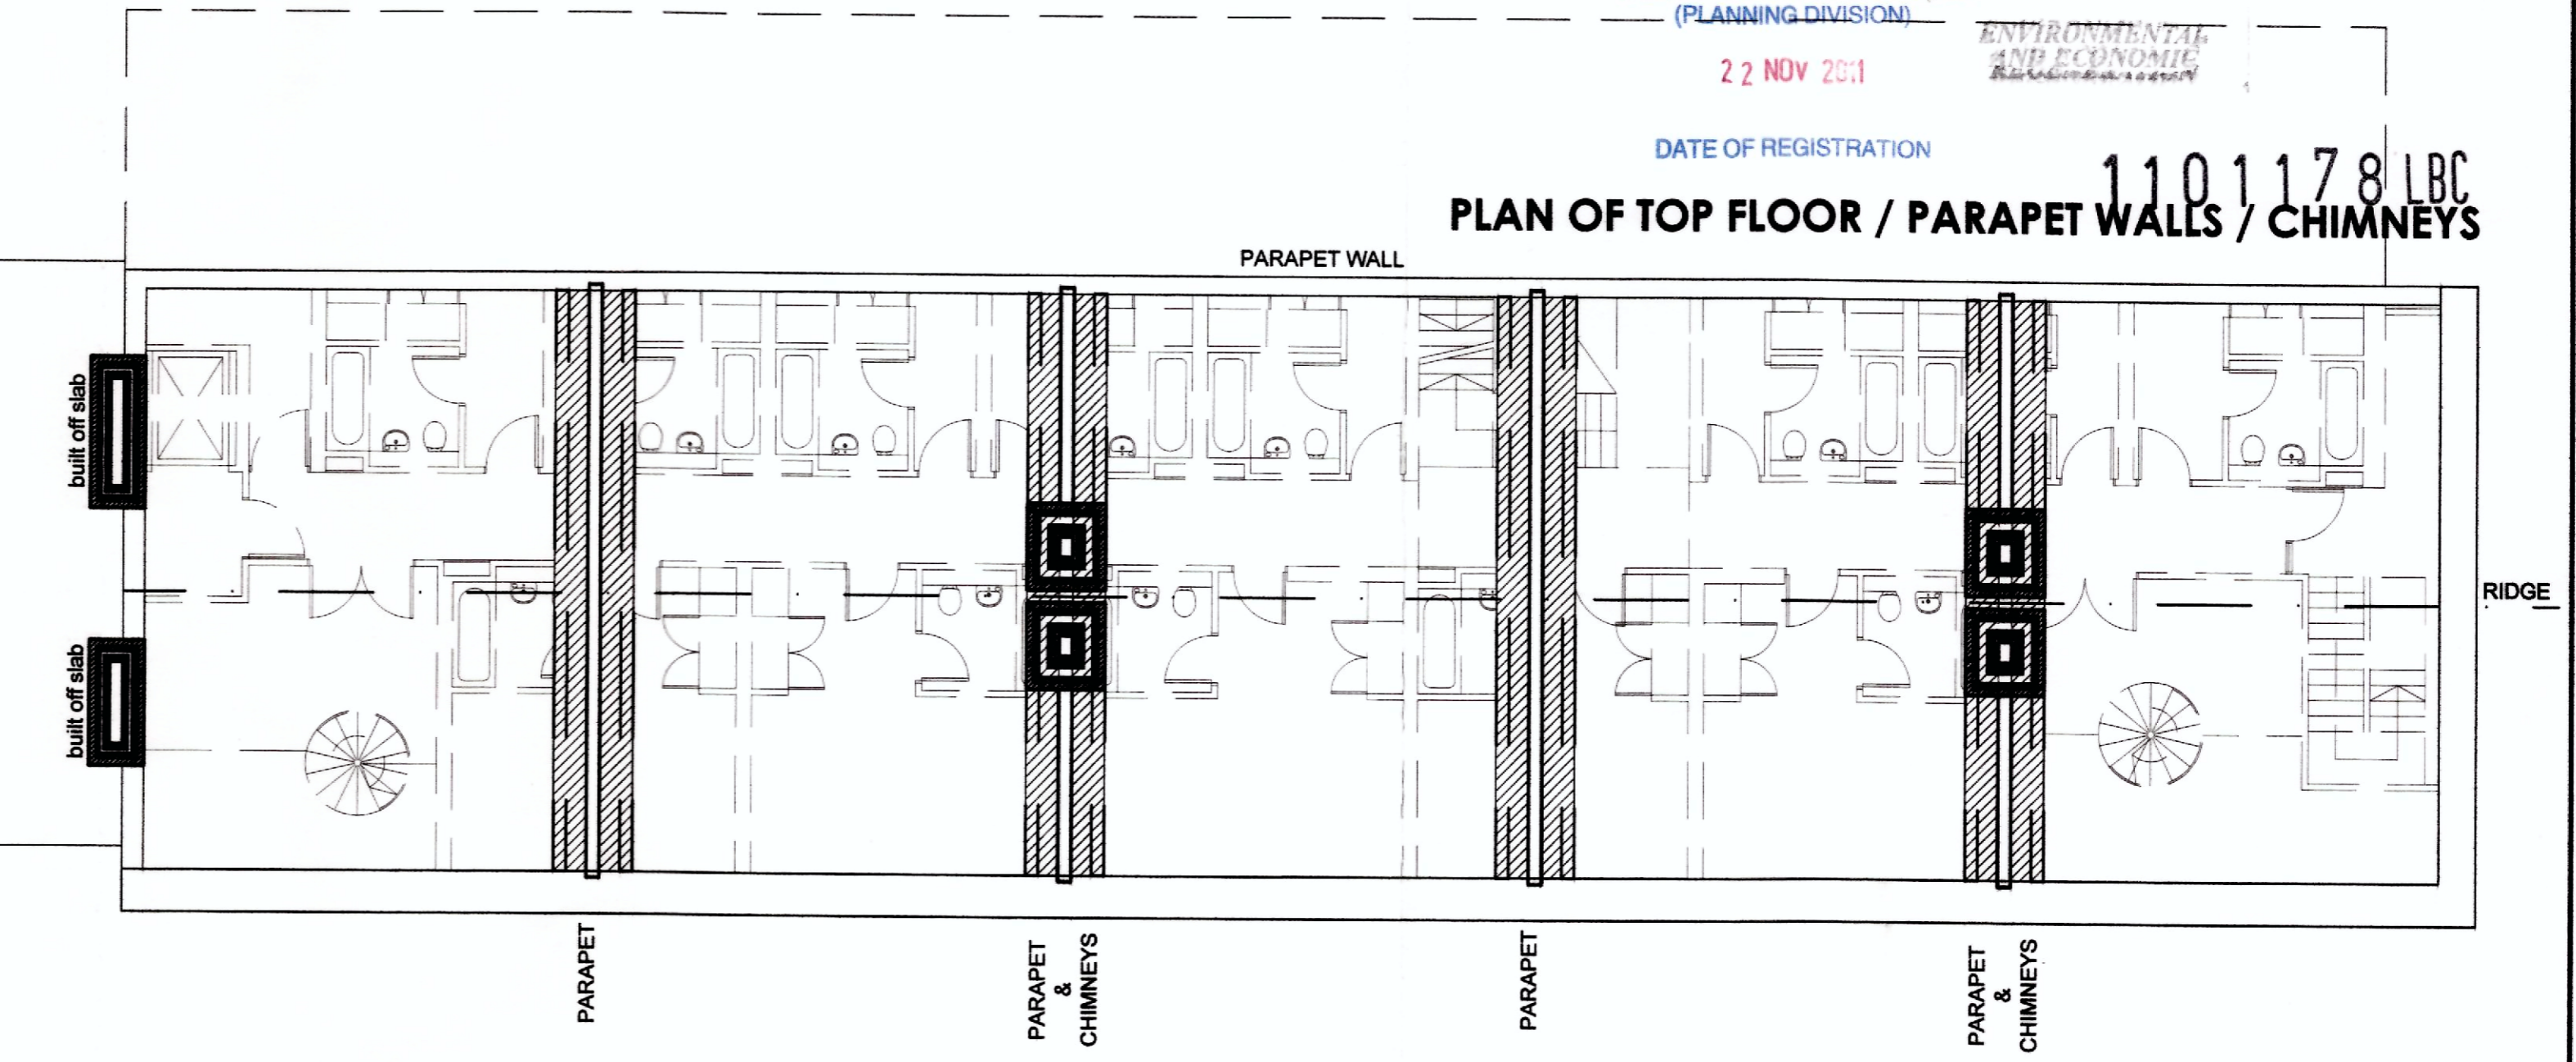 (PLANNING DIVISION)
22 NOV 2011
DATE OF REGISTRATION
ENVIRONMENTAL
AND ECONOMIC
1101178 LBC
PLAN OF TOP FLOOR / PARAPET WALLS / CHIMNEYS
PARAPET WALL
built off slab
built off slab
RIDGE
PARAPET
PARAPET
&
CHIMNEYS
PARAPET
PARAPET
&
CHIMNEYS